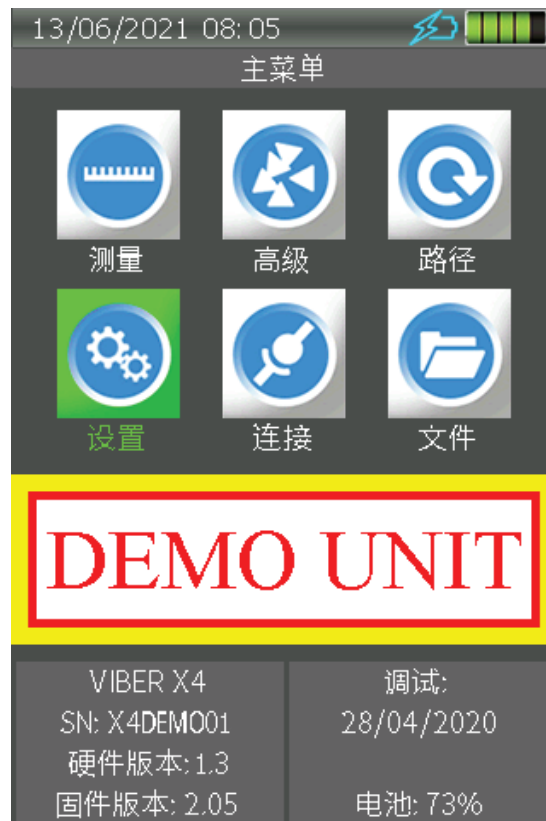 13/06/2021 08:05
主菜单
测量 高级 路径
设置 连接 文件
DEMO UNIT
VIBER X4
SN: X4DEMO01
硬件版本: 1.3
固件版本: 2.05
调试:
28/04/2020
电池: 73%